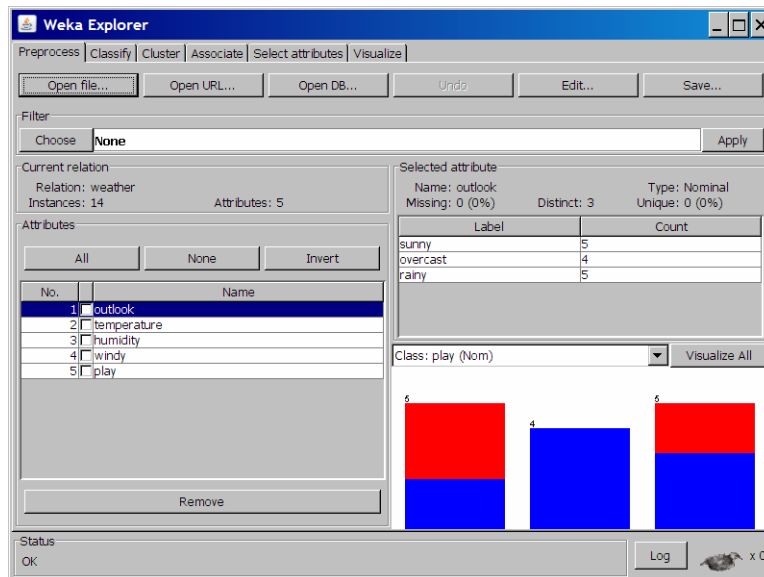 Weka Explorer
Preprocess Classify Cluster Associate Select attributes Visualize
Open file... Open URL... Open DB... Undo Edit... Save...
Filter
Choose None Apply
Current relation
Relation: weather
Instances: 14 Attributes: 5
Selected attribute
Name: outlook Type: Nominal
Missing: 0 (0%) Distinct: 3 Unique: 0 (0%)
Attributes
All None Invert
No. Name
1 outlook
2 temperature
3 humidity
4 windy
5 play
Remove
Label Count
sunny 5
overcast 4
rainy 5
Class: play (Nom) Visualize All
5 4 5
Status
OK
Log x 0